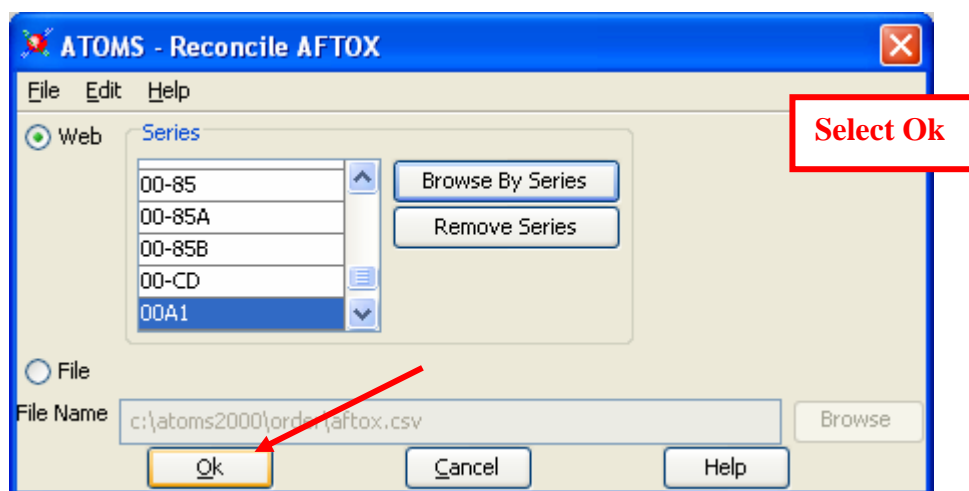 ATOMS - Reconcile AFTOX
File Edit Help
Select Ok
Web
Series
00-85
00-85A
00-85B
00-CD
00A1
Browse By Series
Remove Series
File
File Name
c:\atoms2000\order\aftox.csv
Browse
Ok
Cancel
Help